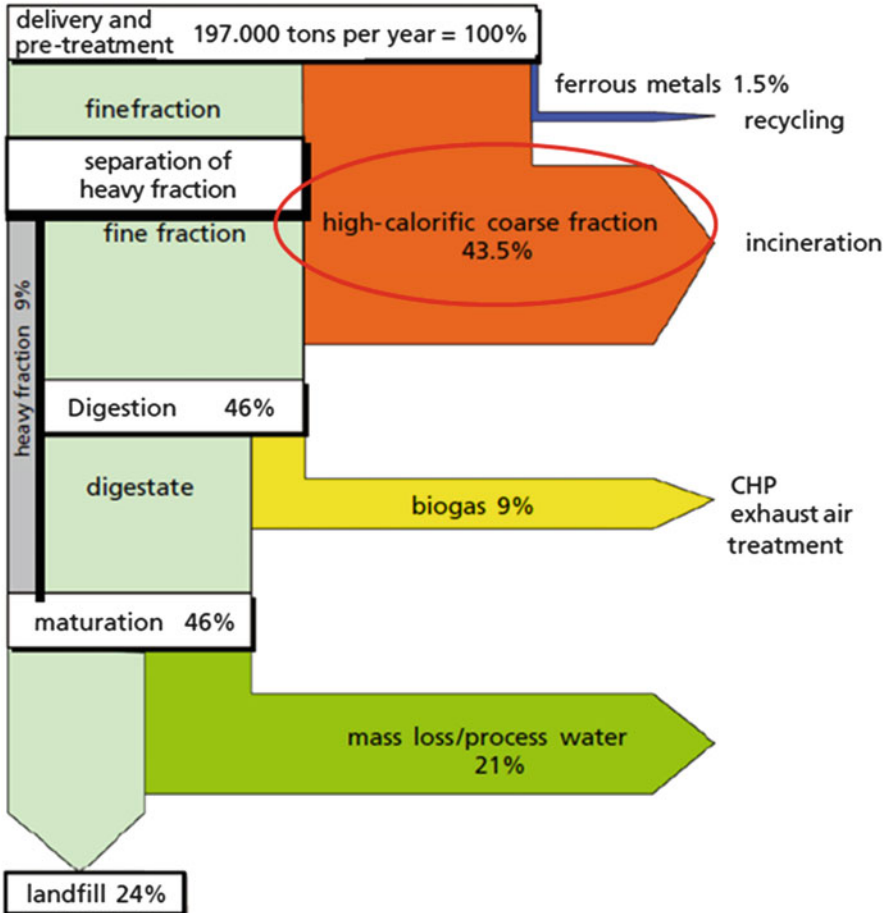 delivery and
pre-treatment 197.000 tons per year = 100%
ferrous metals 1.5%
recycling
finefraction
separation of
heavy fraction
fine fraction
high-calorific coarse fraction
43.5%
incineration
heavy fraction 9%
Digestion 46%
digestate
biogas 9%
CHP
exhaust air
treatment
maturation 46%
mass loss/process water
21%
landfill 24%